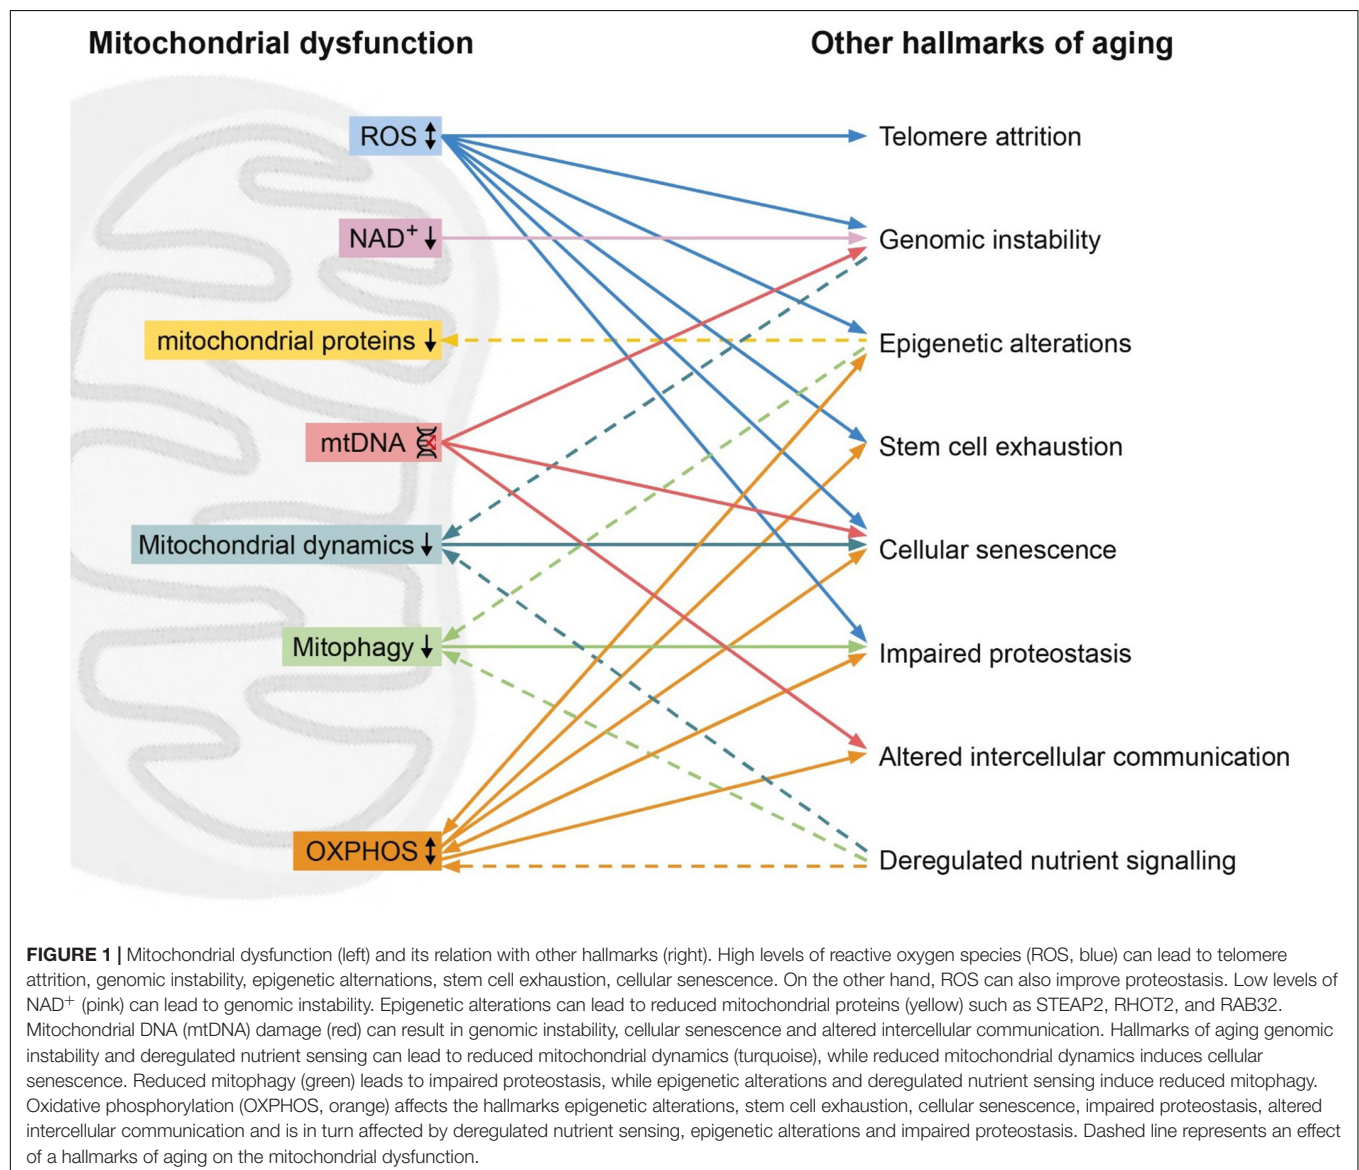 Mitochondrial dysfunction
Other hallmarks of aging
ROS
Telomere attrition
NAD+
Genomic instability
mitochondrial proteins
Epigenetic alterations
mtDNA
Stem cell exhaustion
Mitochondrial dynamics
Cellular senescence
Mitophagy
Impaired proteostasis
Altered intercellular communication
OXPHOS
Deregulated nutrient signalling
FIGURE 1 | Mitochondrial dysfunction (left) and its relation with other hallmarks (right). High levels of reactive oxygen species (ROS, blue) can lead to telomere
attrition, genomic instability, epigenetic alternations, stem cell exhaustion, cellular senescence. On the other hand, ROS can also improve proteostasis. Low levels of
NAD+ (pink) can lead to genomic instability. Epigenetic alterations can lead to reduced mitochondrial proteins (yellow) such as STEAP2, RHOT2, and RAB32.
Mitochondrial DNA (mtDNA) damage (red) can result in genomic instability, cellular senescence and altered intercellular communication. Hallmarks of aging genomic
instability and deregulated nutrient sensing can lead to reduced mitochondrial dynamics (turquoise), while reduced mitochondrial dynamics induces cellular
senescence. Reduced mitophagy (green) leads to impaired proteostasis, while epigenetic alterations and deregulated nutrient sensing induce reduced mitophagy.
Oxidative phosphorylation (OXPHOS, orange) affects the hallmarks epigenetic alterations, stem cell exhaustion, cellular senescence, impaired proteostasis, altered
intercellular communication and is in turn affected by deregulated nutrient sensing, epigenetic alterations and impaired proteostasis. Dashed line represents an effect
of a hallmarks of aging on the mitochondrial dysfunction.